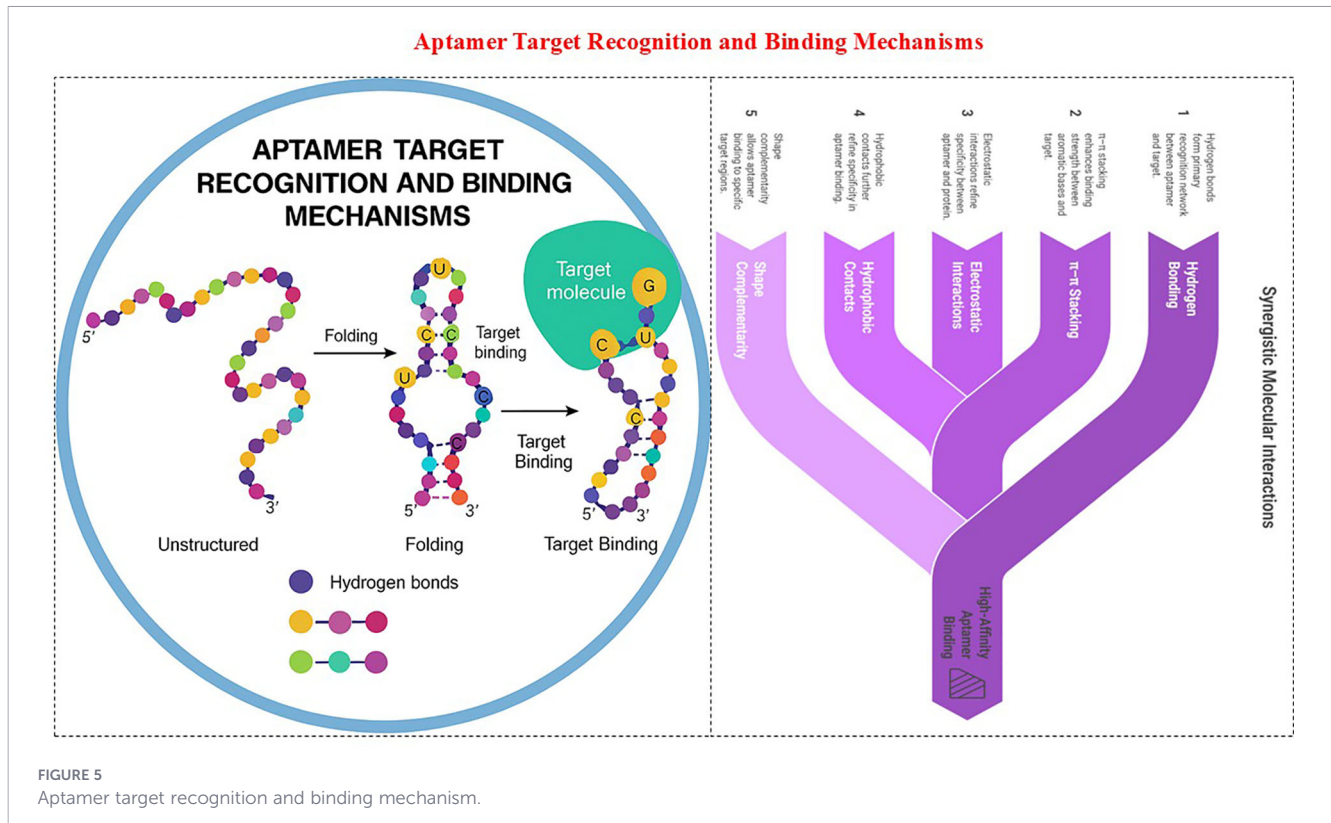 Aptamer Target Recognition and Binding Mechanisms
APTAMER TARGET
RECOGNITION AND BINDING
MECHANISMS
5'
3'
Unstructured
Folding
U
C
C
U
C
C
5'
3'
Folding
Target
binding
Target
Binding
Target
molecule
G
C
U
C
5'
3'
Target Binding
Hydrogen bonds
Synergistic Molecular Interactions
1
Hydrogen bonds
form primary
recognition network
between aptamer
and target.
Hydrogen
Bonding
2
π–π stacking
enhances binding
strength between
aromatic bases and
target.
π–π Stacking
3
Electrostatic
interactions refine
specificity between
aptamer and protein.
Electrostatic
Interactions
4
Hydrophobic
contacts further
refine specificity in
aptamer binding.
Hydrophobic
Contacts
5
Shape
complementarity
allows aptamer
binding to specific
target regions.
Shape
Complementarity
High-Affinity
Aptamer
Binding
FIGURE 5
Aptamer target recognition and binding mechanism.